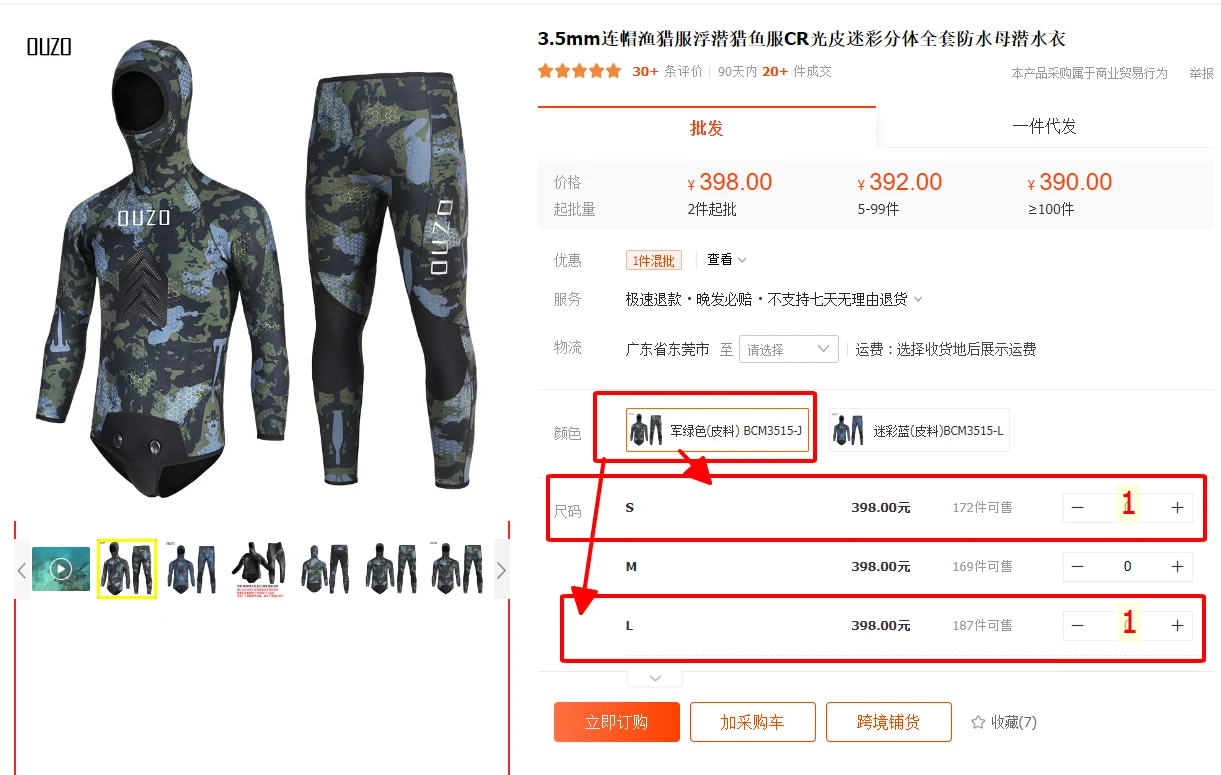 OUZO
OUZO
OUZO
3.5mm连帽渔猎服浮潜猎鱼服CR光皮迷彩分体全套防水母潜水衣
30+ 条评价 90天内 20+ 件成交
本产品采购属于商业贸易行为 举报
批发 一件代发
价格 ¥398.00 ¥392.00 ¥390.00
起批量 2件起批 5-99件 ≥100件
优惠 1件混批 查看
服务 极速退款·晚发必赔·不支持七天无理由退货
物流 广东省东莞市 至 请选择 运费：选择收货地后展示运费
颜色 军绿色(皮料) BCM3515-J 迷彩蓝(皮料)BCM3515-L
尺码 S 398.00元 172件可售 － 1 ＋
M 398.00元 169件可售 － 0 ＋
L 398.00元 187件可售 － 1 ＋
立即订购 加采购车 跨境铺货 收藏(7)